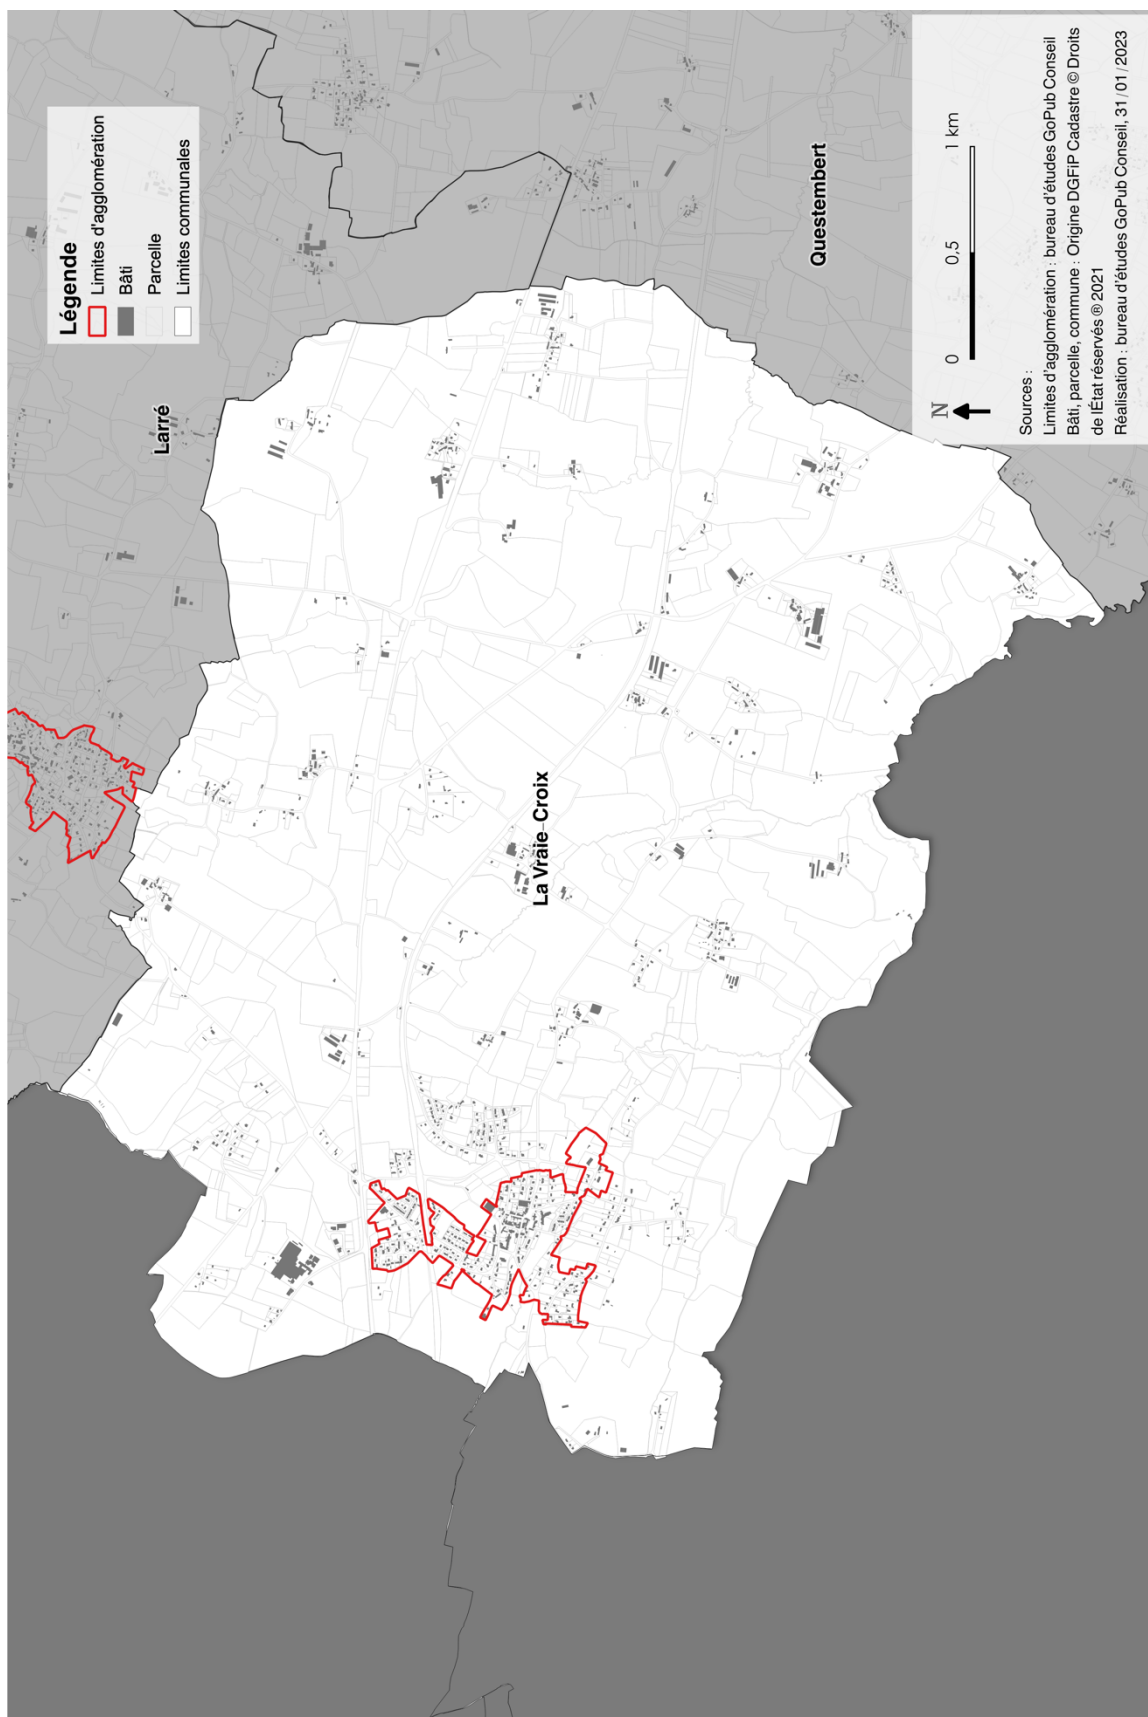 Légende
Limites d'agglomération
Bâti
Parcelle
Limites communales
Larré
La Vraie-Croix
Questembert
N
0 0,5 1 km
Sources :
Limites d'agglomération : bureau d'études GoPub Conseil
Bâti, parcelle, commune : Origine DGFiP Cadastre © Droits
de lÉtat réservés ® 2021
Réalisation : bureau d'études GoPub Conseil, 31/01/2023